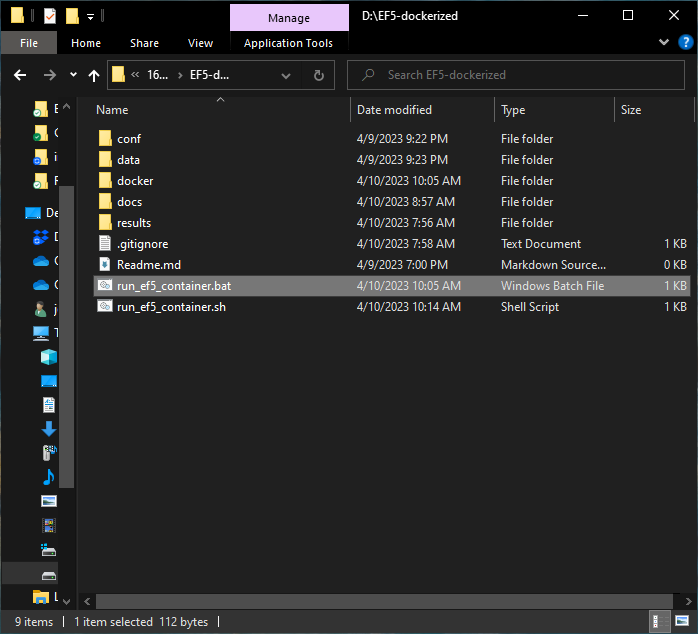 Manage
D:\EF5-dockerized
File Home Share View Application Tools
16... EF5-d...
Search EF5-dockerized
Name Date modified Type Size
conf 4/9/2023 9:22 PM File folder
data 4/9/2023 9:23 PM File folder
docker 4/10/2023 10:05 AM File folder
docs 4/10/2023 8:57 AM File folder
results 4/10/2023 7:56 AM File folder
.gitignore 4/10/2023 7:58 AM Text Document 1 KB
Readme.md 4/9/2023 7:00 PM Markdown Source... 0 KB
run_ef5_container.bat 4/10/2023 10:05 AM Windows Batch File 1 KB
run_ef5_container.sh 4/10/2023 10:14 AM Shell Script 1 KB
De
9 items 1 item selected 112 bytes